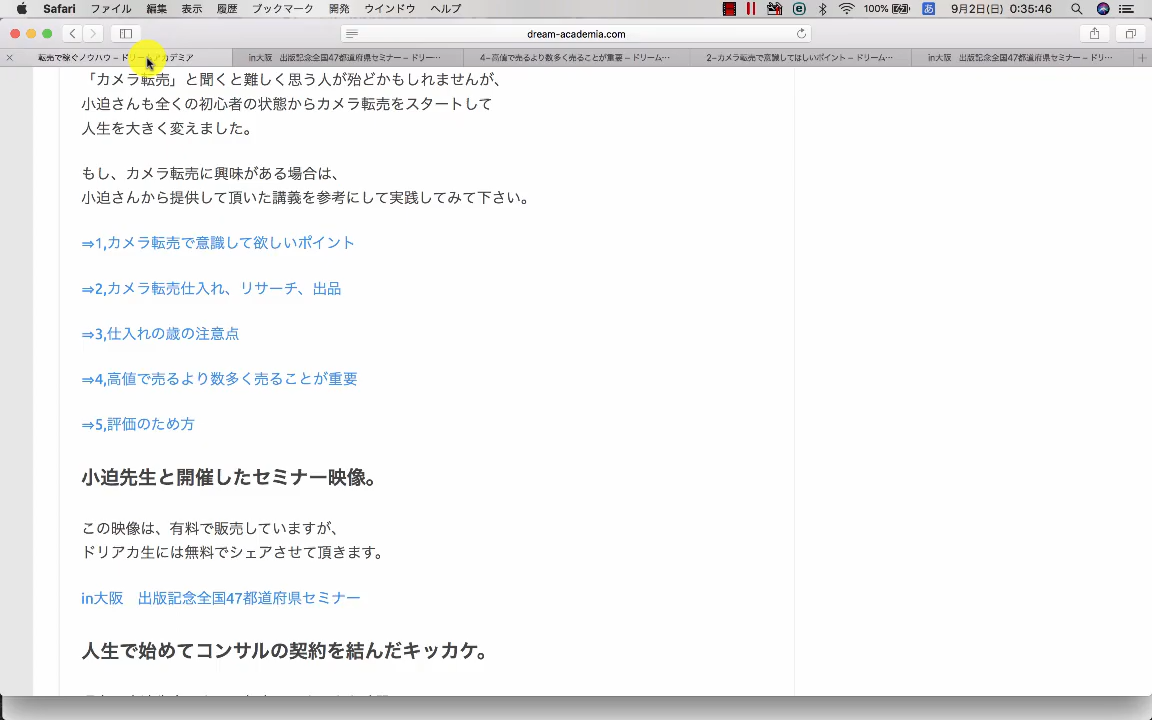 Safari ファイル 編集 表示 履歴 ブックマーク 開発 ウインドウ ヘルプ 100% あ 9月2日(日) 0:35:46
dream-academia.com
転売で稼ぐノウハウ – ドリームアカデミア
in大阪 出版記念全国47都道府県セミナー – ドリー…
4−高値で売るより数多く売ることが重要 – ドリーム…
2−カメラ転売で意識してほしいポイント – ドリーム…
in大阪 出版記念全国47都道府県セミナー – ドリ…
「カメラ転売」と聞くと難しく思う人が殆どかもしれませんが、
小迫さんも全くの初心者の状態からカメラ転売をスタートして
人生を大きく変えました。
もし、カメラ転売に興味がある場合は、
小迫さんから提供して頂いた講義を参考にして実践してみて下さい。
⇒1,カメラ転売で意識して欲しいポイント
⇒2,カメラ転売仕入れ、リサーチ、出品
⇒3,仕入れの歳の注意点
⇒4,高値で売るより数多く売ることが重要
⇒5,評価のため方
小迫先生と開催したセミナー映像。
この映像は、有料で販売していますが、
ドリアカ生には無料でシェアさせて頂きます。
in大阪 出版記念全国47都道府県セミナー
人生で始めてコンサルの契約を結んだキッカケ。